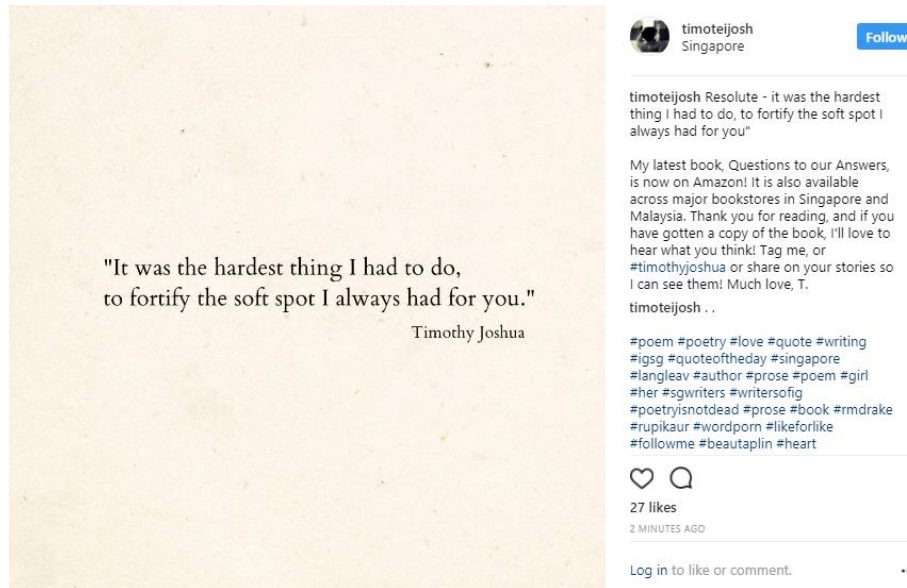 "It was the hardest thing I had to do,
to fortify the soft spot I always had for you."
Timothy Joshua
timoteijosh
Singapore
Follow
timoteijosh Resolute - it was the hardest
thing I had to do, to fortify the soft spot I
always had for you"
My latest book, Questions to our Answers,
is now on Amazon! It is also available
across major bookstores in Singapore and
Malaysia. Thank you for reading, and if you
have gotten a copy of the book, I'll love to
hear what you think! Tag me, or
#timothyjoshua or share on your stories so
I can see them! Much love, T.
timoteijosh . .
#poem #poetry #love #quote #writing
#igsg #quoteoftheday #singapore
#langleav #author #prose #poem #girl
#her #sgwriters #writersofig
#poetryisnotdead #prose #book #rmdrake
#rupikaur #wordporn #likeforlike
#followme #beautaplin #heart
27 likes
2 MINUTES AGO
Log in to like or comment.